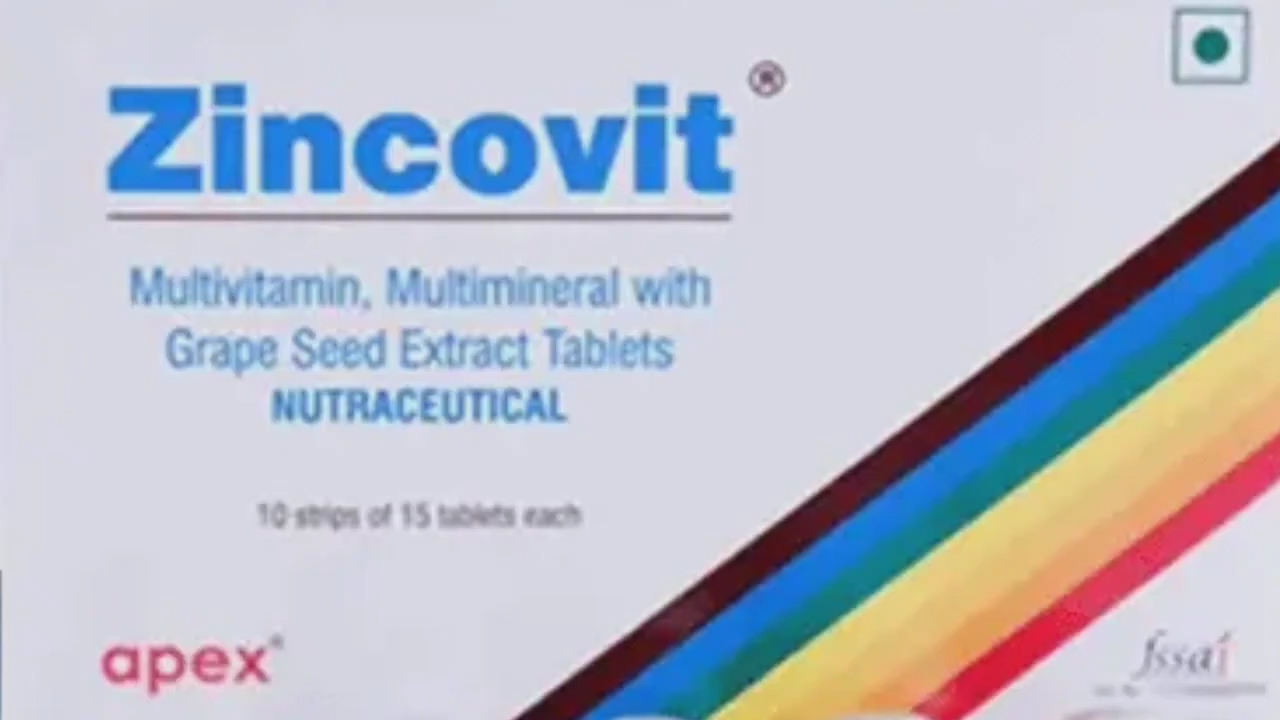 Zincovit®
Multivitamin, Multimineral with
Grape Seed Extract Tablets
NUTRACEUTICAL
10 strips of 15 tablets each
apex
fssai